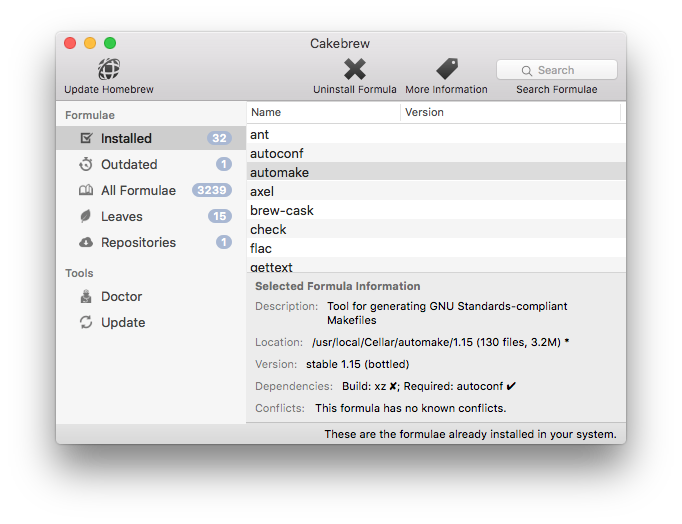 Cakebrew
Update Homebrew
Uninstall Formula
More Information
Search
Search Formulae
Formulae
Installed 32
Outdated 1
All Formulae 3239
Leaves 15
Repositories 1
Tools
Doctor
Update
Name Version
ant
autoconf
automake
axel
brew-cask
check
flac
gettext
Selected Formula Information
Description: Tool for generating GNU Standards-compliant
Makefiles
Location: /usr/local/Cellar/automake/1.15 (130 files, 3.2M) *
Version: stable 1.15 (bottled)
Dependencies: Build: xz ✘; Required: autoconf ✔
Conflicts: This formula has no known conflicts.
These are the formulae already installed in your system.